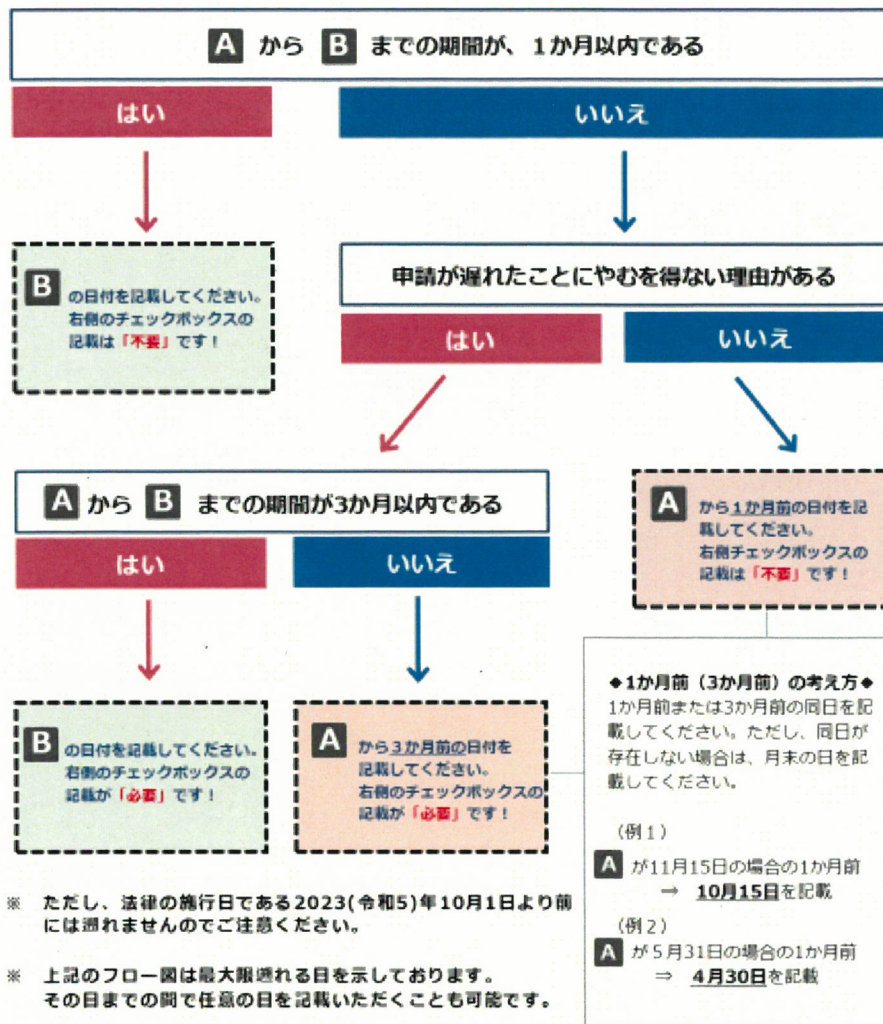 A から B までの期間が、1か月以内である
はい
いいえ
B の日付を記載してください。
右側のチェックボックスの
記載は「不要」です！
申請が遅れたことにやむを得ない理由がある
はい
いいえ
A から B までの期間が3か月以内である
はい
いいえ
A から1か月前の日付を記
載してください。
右側チェックボックスの
記載は「不要」です！
B の日付を記載してください。
右側のチェックボックスの
記載が「必要」です！
A から3か月前の日付を
記載してください。
右側のチェックボックスの
記載が「必要」です！
◆1か月前（3か月前）の考え方◆
1か月前または3か月前の同日を記
載してください。ただし、同日が
存在しない場合は、月末の日を記
載してください。
（例1）
A が11月15日の場合の1か月前
⇒ 10月15日を記載
（例2）
A が5月31日の場合の1か月前
⇒ 4月30日を記載
※ ただし、法律の施行日である2023(令和5)年10月1日より前
には遡れませんのでご注意ください。
※ 上記のフロー図は最大限遡れる日を示しております。
その日までの間で任意の日を記載いただくことも可能です。